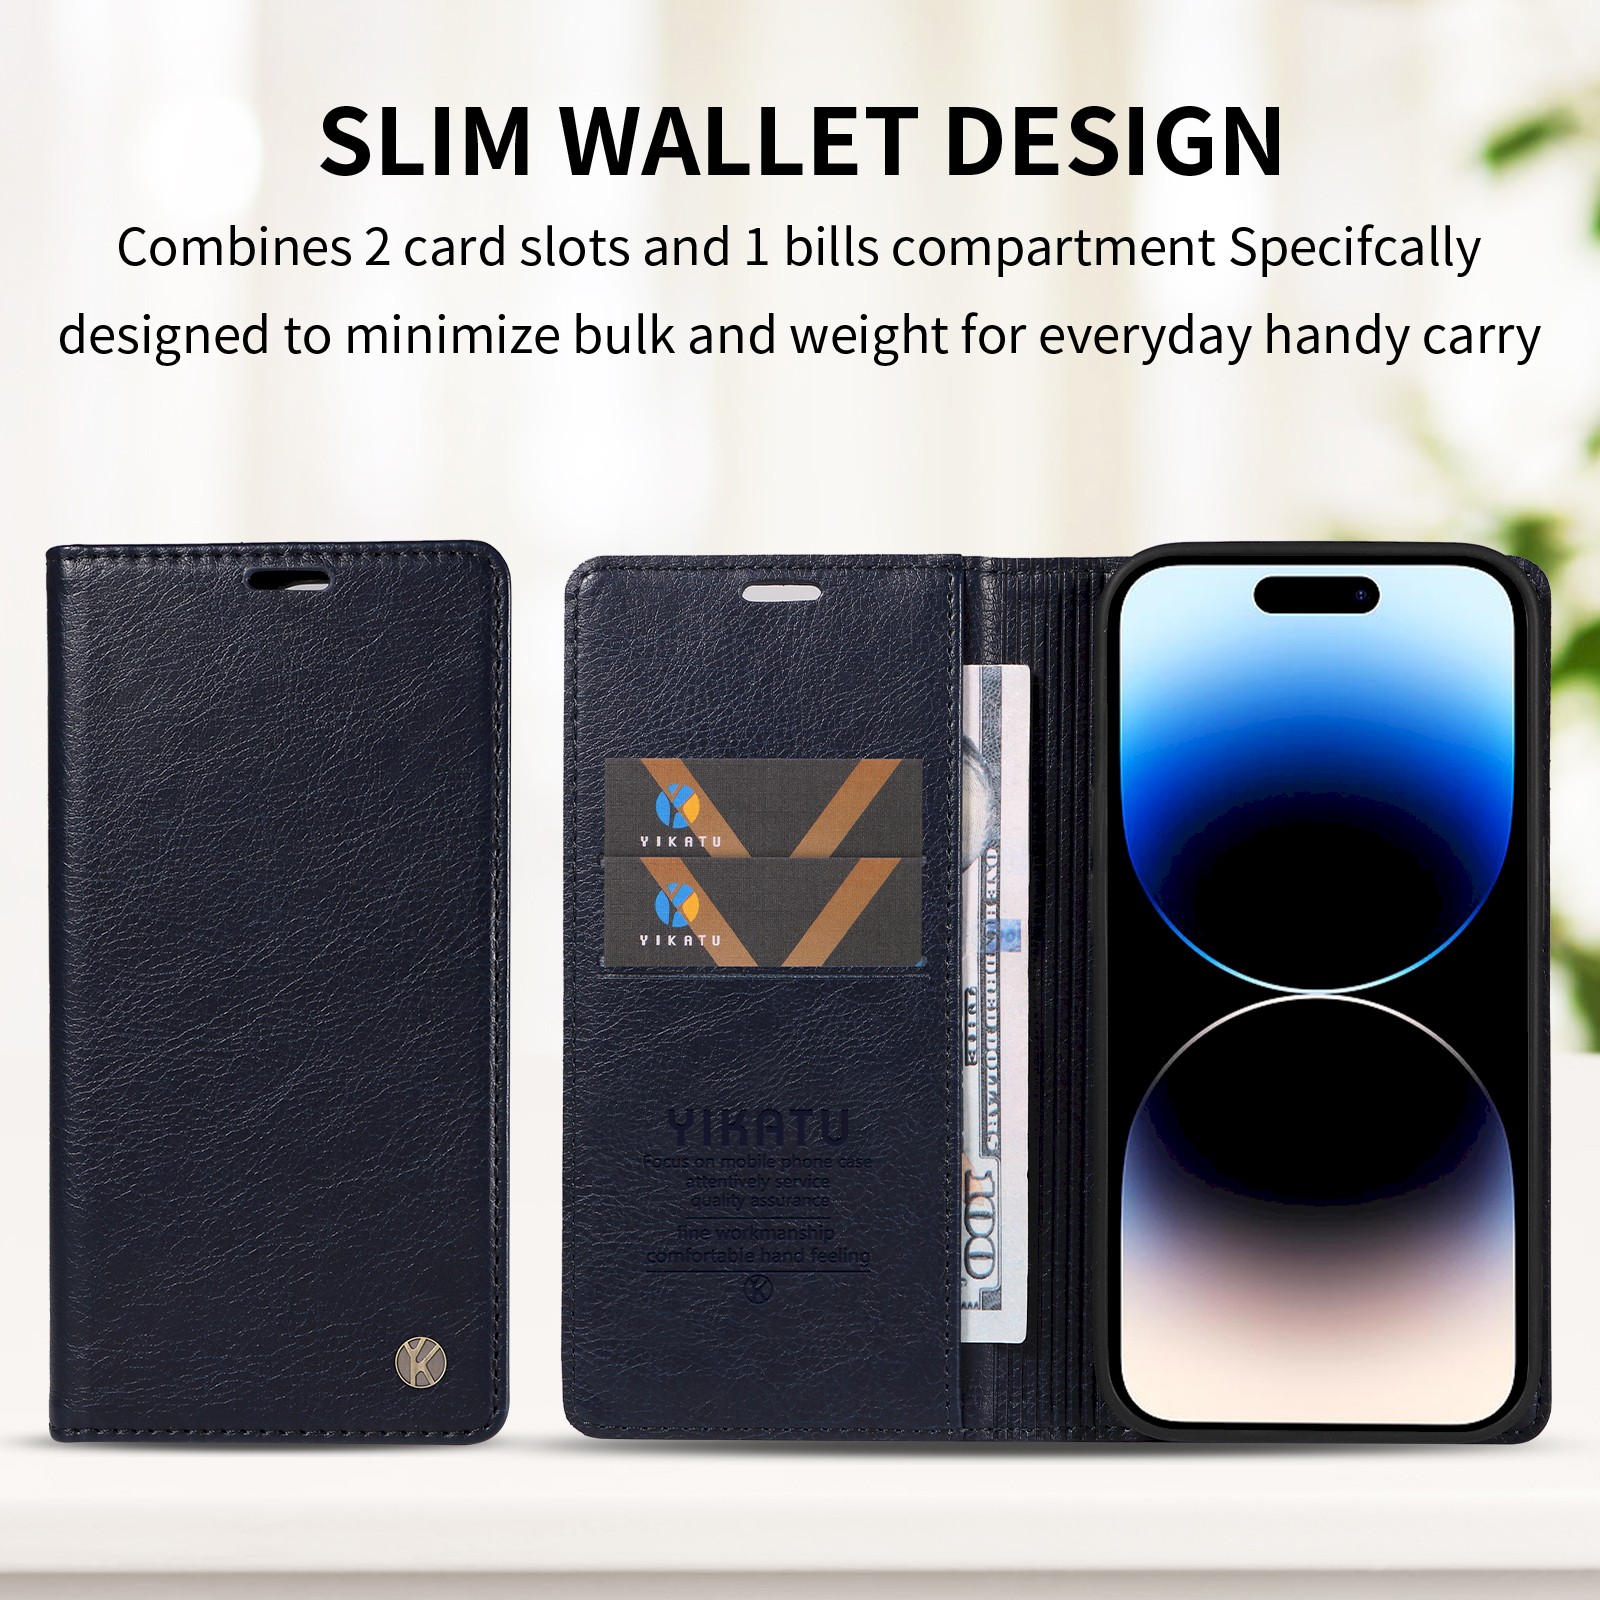 SLIM WALLET DESIGN
Combines 2 card slots and 1 bills compartment Specifcally
designed to minimize bulk and weight for everyday handy carry
YIKATU
YIKATU
YIKATU
Focus on mobile phone case
attentively service
quality assurance
fine workmanship
comfortable hand feeling
100